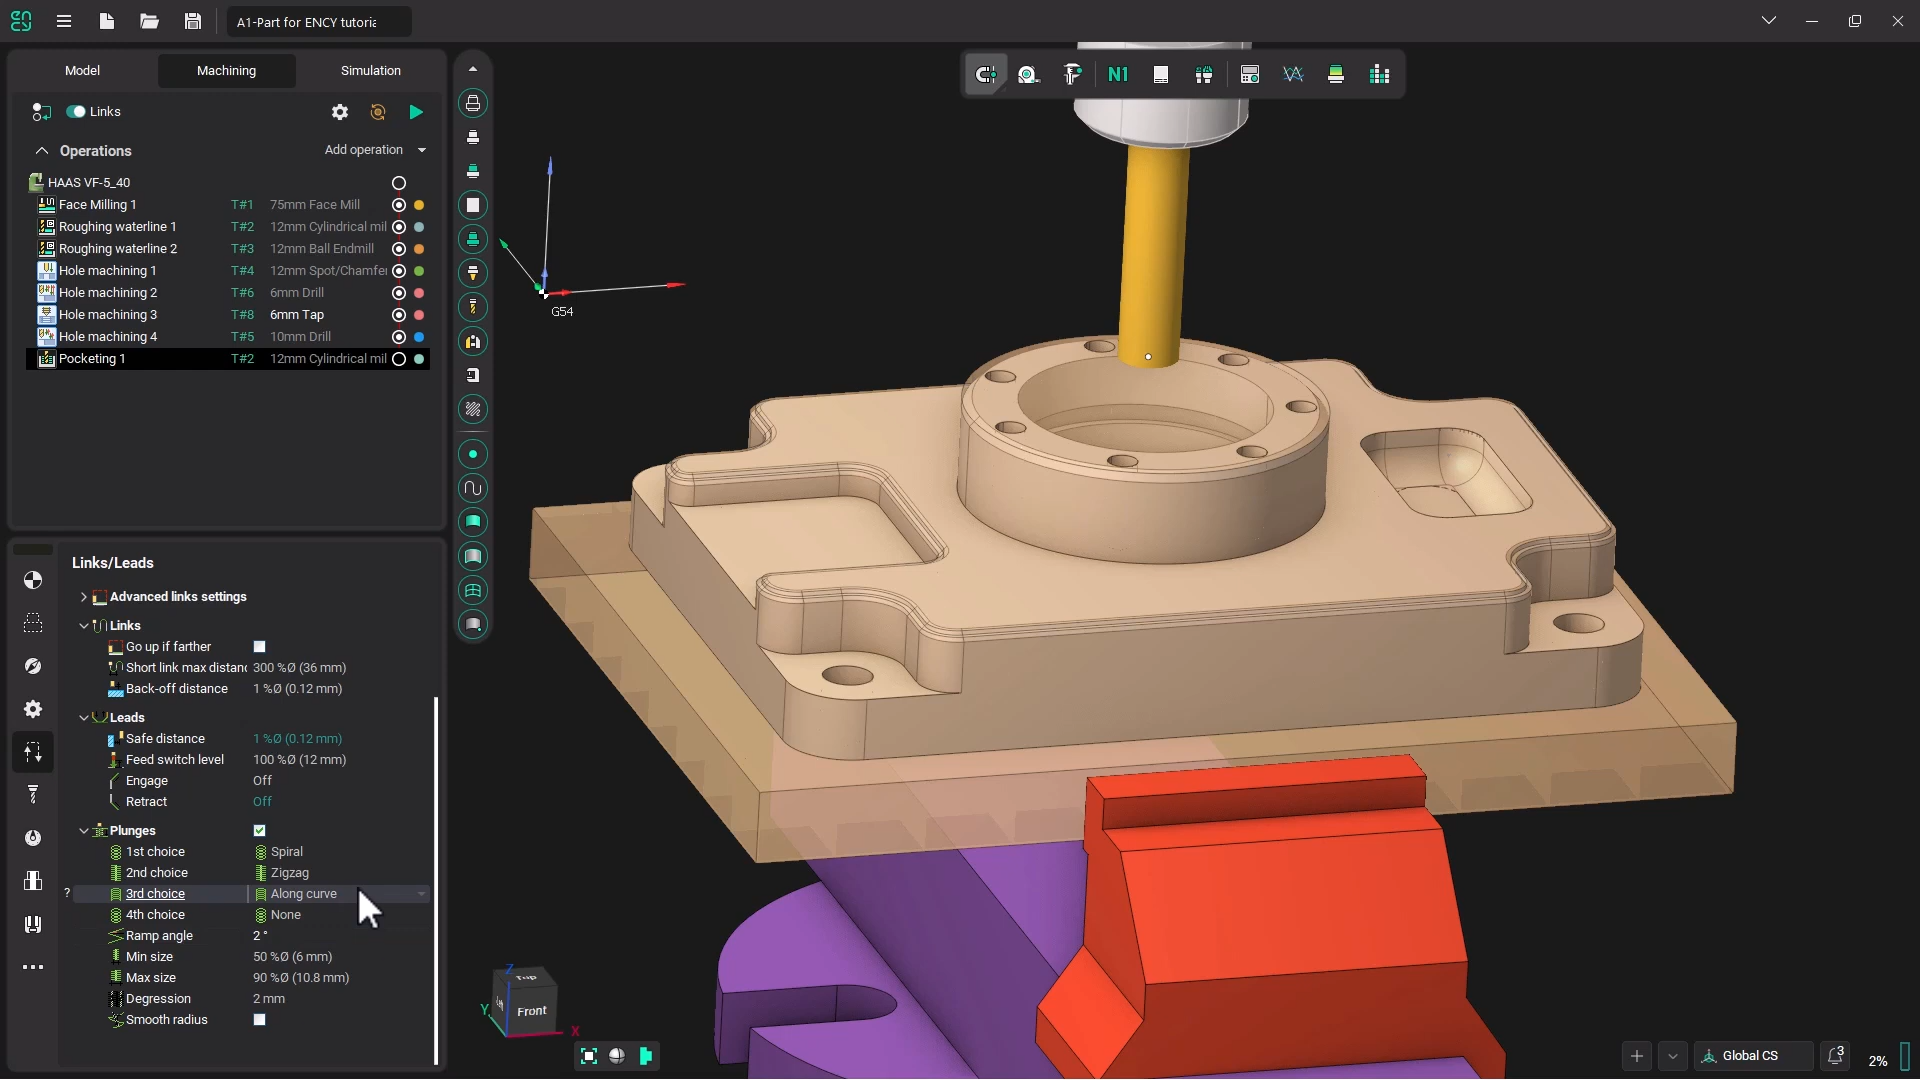 A1-Part for ENCY tutoria
Model Machining Simulation
Links
Operations Add operation
HAAS VF-5_40
Face Milling 1 T#1 75mm Face Mill
Roughing waterline 1 T#2 12mm Cylindrical mil
Roughing waterline 2 T#3 12mm Ball Endmill
Hole machining 1 T#4 12mm Spot/Chamfer
Hole machining 2 T#6 6mm Drill
Hole machining 3 T#8 6mm Tap
Hole machining 4 T#5 10mm Drill
Pocketing 1 T#2 12mm Cylindrical mil
Links/Leads
Advanced links settings
Links
Go up if farther
Short link max distanc 300 %Ø (36 mm)
Back-off distance 1 %Ø (0.12 mm)
Leads
Safe distance 1 %Ø (0.12 mm)
Feed switch level 100 %Ø (12 mm)
Engage Off
Retract Off
Plunges
1st choice Spiral
2nd choice Zigzag
? 3rd choice Along curve
4th choice None
Ramp angle 2 °
Min size 50 %Ø (6 mm)
Max size 90 %Ø (10.8 mm)
Degression 2 mm
Smooth radius
N1
G54
Top
Front
Z
Y
X
Global CS
3
2%